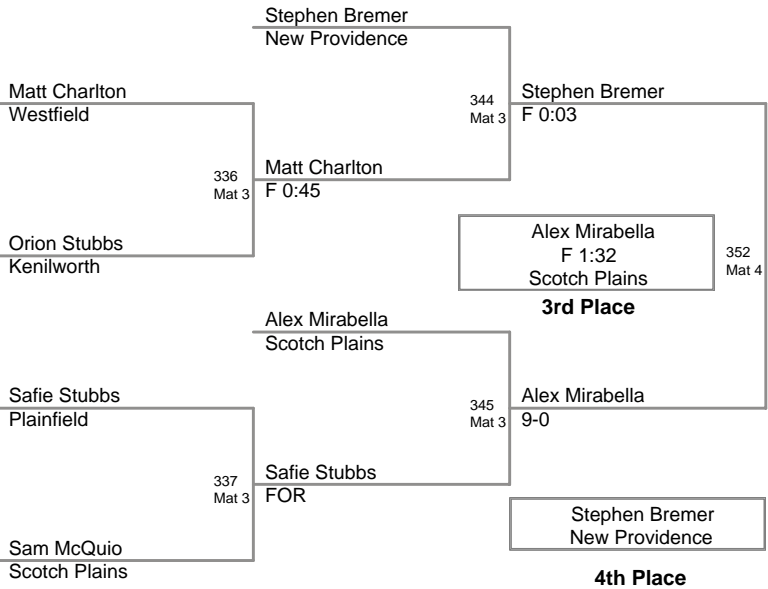 Stephen Bremer
New Providence
Matt Charlton
Westfield
344
Mat 3
Stephen Bremer
F 0:03
336
Mat 3
Matt Charlton
F 0:45
Orion Stubbs
Kenilworth
Alex Mirabella
F 1:32
Scotch Plains
352
Mat 4
3rd Place
Alex Mirabella
Scotch Plains
Safie Stubbs
Plainfield
345
Mat 3
Alex Mirabella
9-0
337
Mat 3
Safie Stubbs
FOR
Stephen Bremer
New Providence
Sam McQuio
Scotch Plains
4th Place